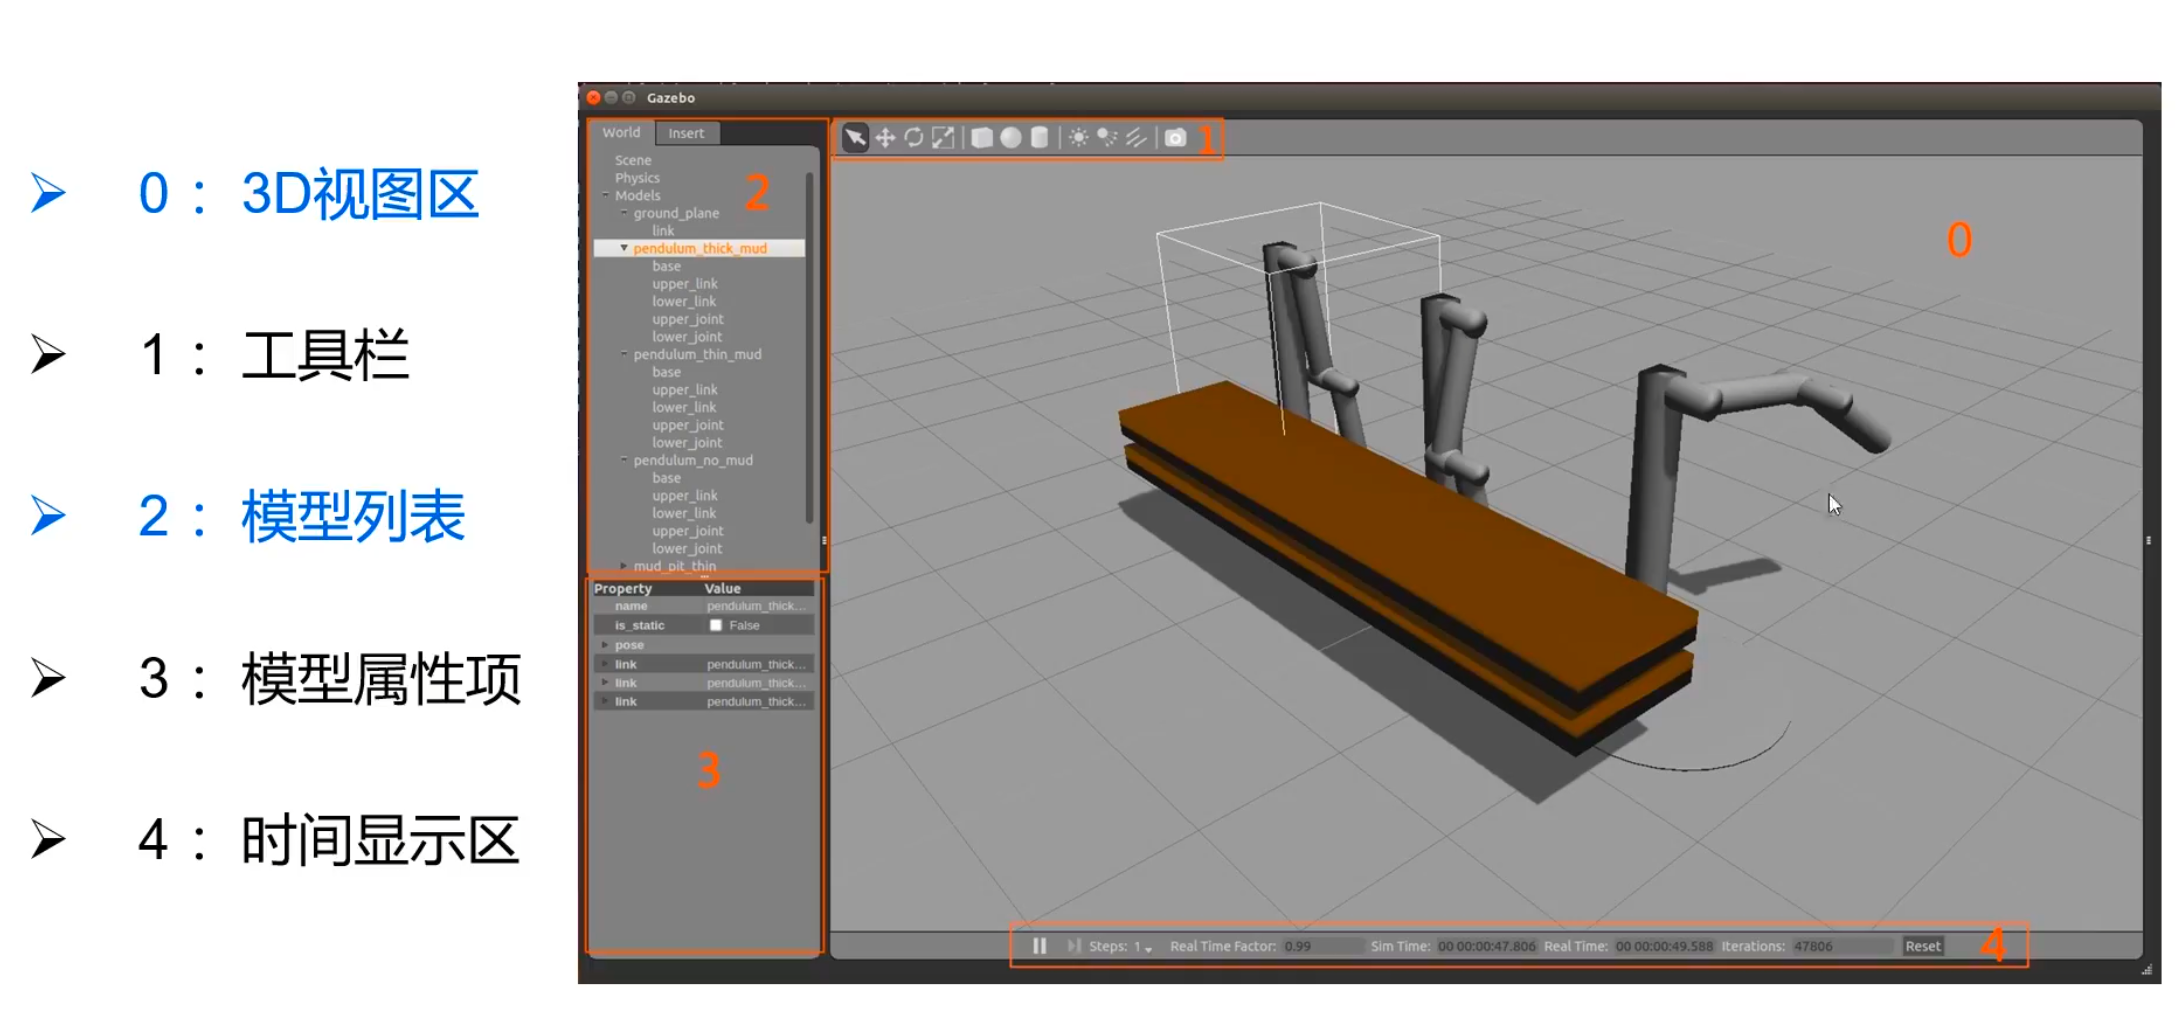 0：3D视图区
1：工具栏
2：模型列表
3：模型属性项
4：时间显示区
Gazebo
World Insert
1
Scene
Physics
2
Models
ground_plane
link
0
pendulum_thick_mud
base
upper_link
lower_link
upper_joint
lower_joint
pendulum_thin_mud
base
upper_link
lower_link
upper_joint
lower_joint
pendulum_no_mud
base
upper_link
lower_link
upper_joint
lower_joint
mud_pit_thin
Property Value
name pendulum_thick...
is_static False
pose
link pendulum_thick...
link pendulum_thick...
link pendulum_thick...
3
Steps: 1 Real Time Factor: 0.99 Sim Time: 00 00:00:47.806 Real Time: 00 00:00:49.588 Iterations: 47806 Reset 4